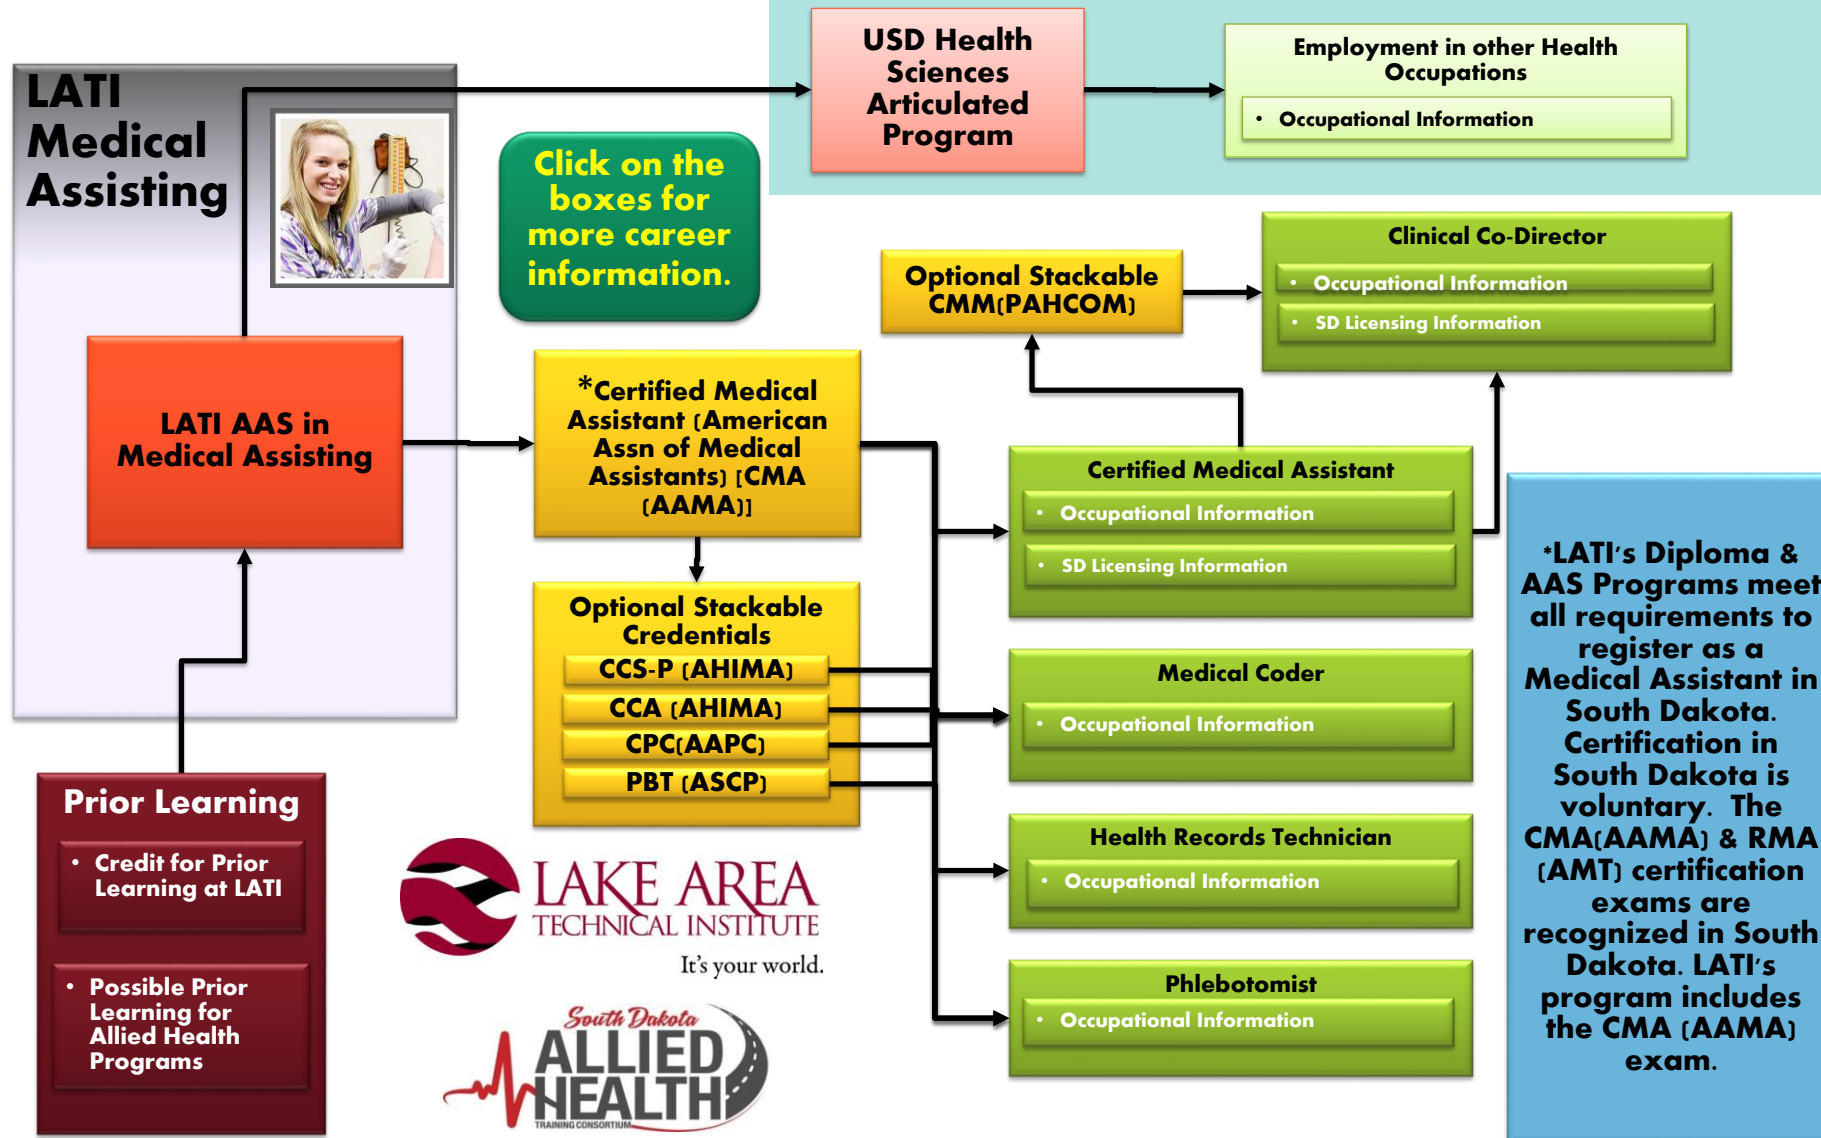 LATI
Medical
Assisting
USD Health
Sciences
Articulated
Program
Employment in other Health
Occupations
• Occupational Information
Click on the
boxes for
more career
information.
Optional Stackable
CMM(PAHCOM)
Clinical Co-Director
• Occupational Information
• SD Licensing Information
LATI AAS in
Medical Assisting
*Certified Medical
Assistant (American
Assn of Medical
Assistants) [CMA
(AAMA)]
Certified Medical Assistant
• Occupational Information
• SD Licensing Information
Optional Stackable
Credentials
CCS-P (AHIMA)
CCA (AHIMA)
CPC(AAPC)
PBT (ASCP)
Medical Coder
• Occupational Information
Health Records Technician
• Occupational Information
Phlebotomist
• Occupational Information
*LATI's Diploma &
AAS Programs meet
all requirements to
register as a
Medical Assistant in
South Dakota.
Certification in
South Dakota is
voluntary. The
CMA(AAMA) & RMA
(AMT) certification
exams are
recognized in South
Dakota. LATI's
program includes
the CMA (AAMA)
exam.
Prior Learning
• Credit for Prior
Learning at LATI
• Possible Prior
Learning for
Allied Health
Programs
LAKE AREA
TECHNICAL INSTITUTE
It's your world.
South Dakota
ALLIED
HEALTH
TRAINING CONSORTIUM